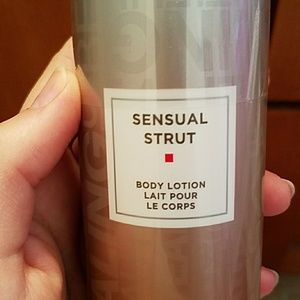 SENSUAL
STRUT
BODY LOTION
LAIT POUR
LE CORPS